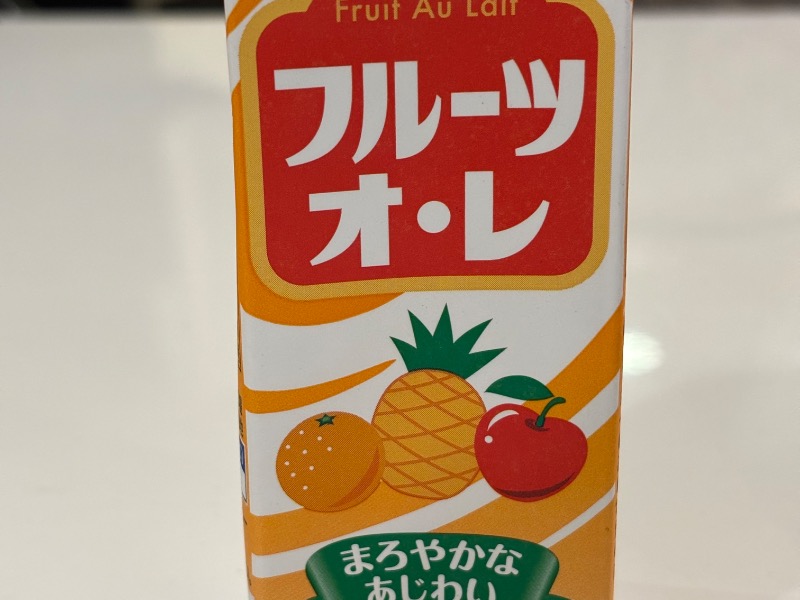 Fruit Au Lait
フルーツ
オ・レ
まろやかな
あじわい